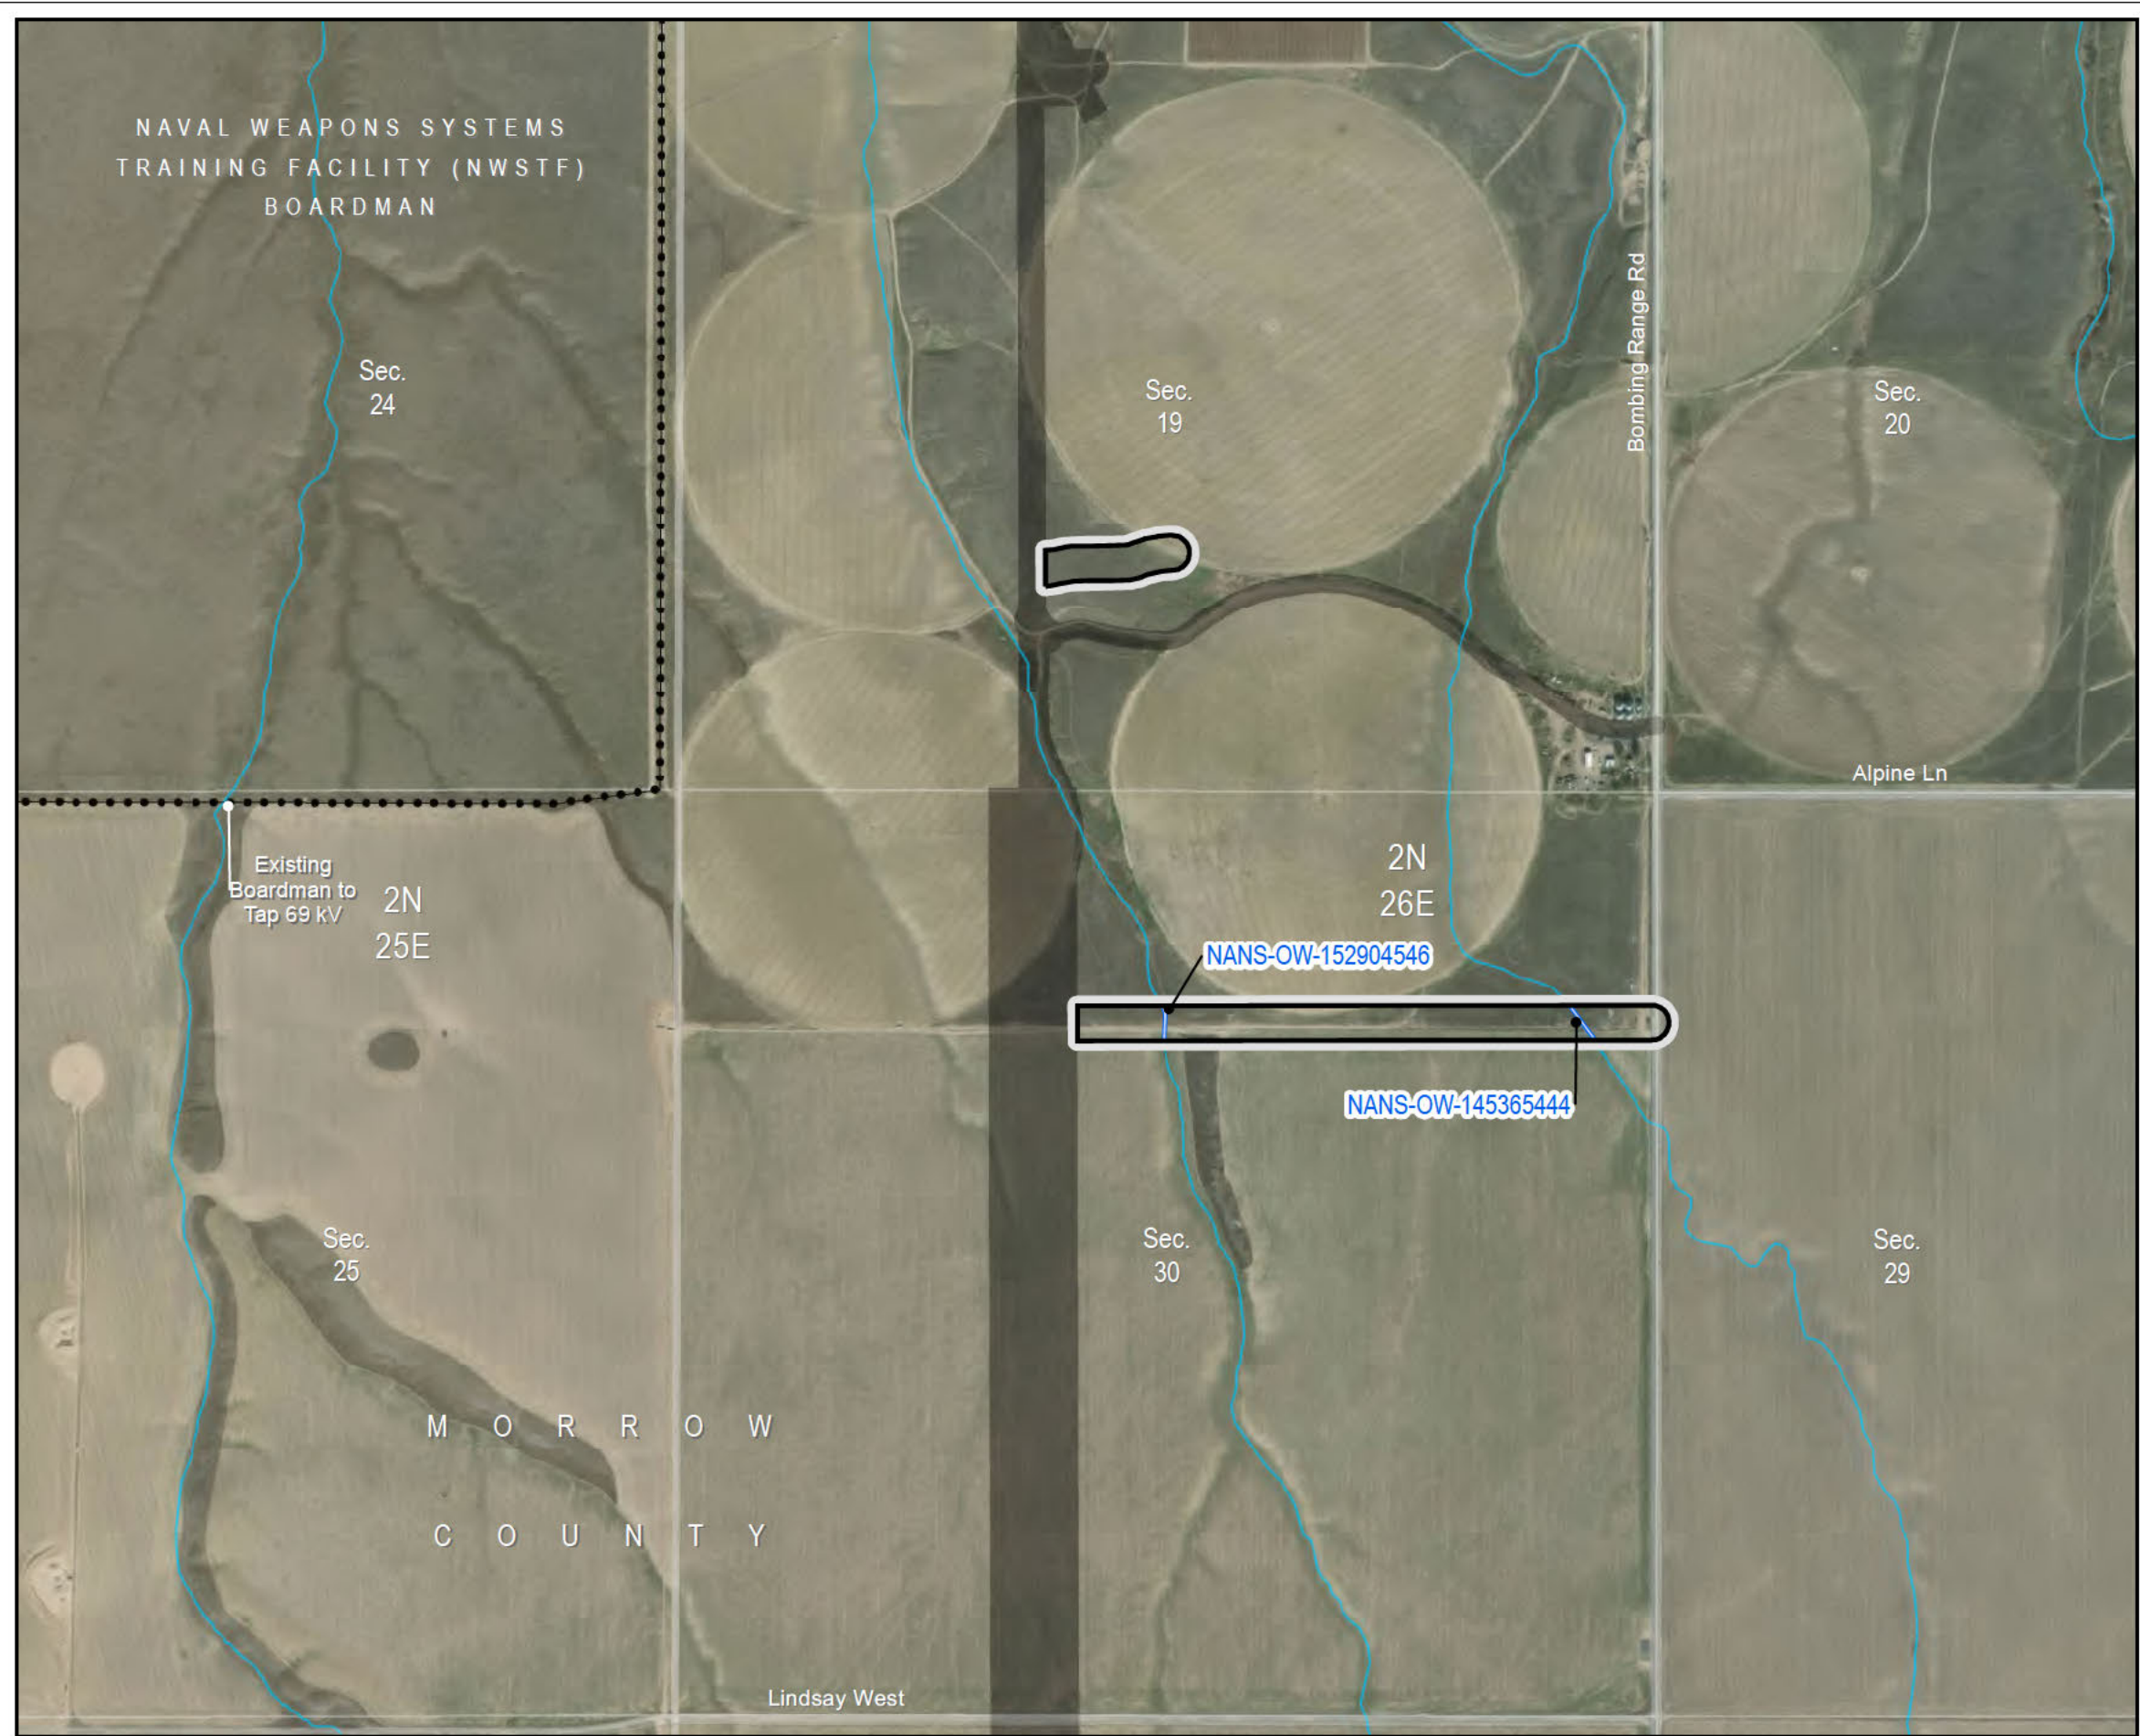 NAVAL WEAPONS SYSTEMS
TRAINING FACILITY (NWSTF)
BOARDMAN
Sec.
24
Sec.
19
Bombing Range Rd
Sec.
20
Alpine Ln
Existing
Boardman to
Tap 69 kV
2N
25E
2N
26E
NANS-OW-152904546
NANS-OW-145365444
Sec.
25
Sec.
30
Sec.
29
MORROW
COUNTY
Lindsay West